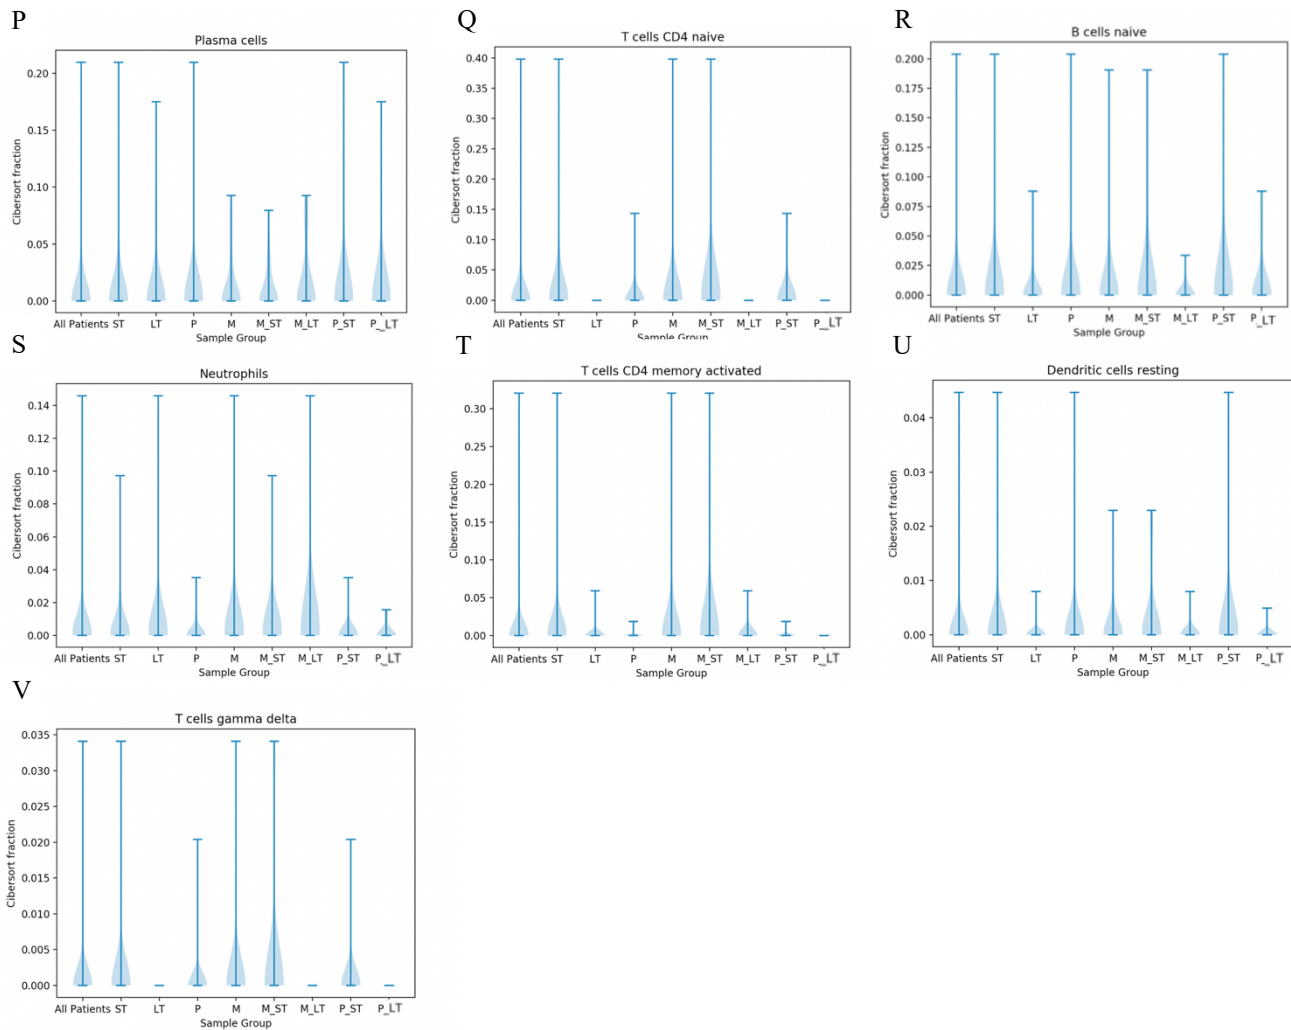 P
Plasma cells
Cibersort fraction
0.20
0.15
0.10
0.05
0.00
All Patients ST LT P M M_ST M_LT P_ST P_LT
Sample Group
Q
T cells CD4 naive
Cibersort fraction
0.40
0.35
0.30
0.25
0.20
0.15
0.10
0.05
0.00
All Patients ST LT P M M_ST M_LT P_ST P_LT
Sample Group
R
B cells naive
Cibersort fraction
0.200
0.175
0.150
0.125
0.100
0.075
0.050
0.025
0.000
All Patients ST LT P M M_ST M_LT P_ST P_LT
Sample Group
S
Neutrophils
Cibersort fraction
0.14
0.12
0.10
0.08
0.06
0.04
0.02
0.00
All Patients ST LT P M M_ST M_LT P_ST P_LT
Sample Group
T
T cells CD4 memory activated
Cibersort fraction
0.30
0.25
0.20
0.15
0.10
0.05
0.00
All Patients ST LT P M M_ST M_LT P_ST P_LT
Sample Group
U
Dendritic cells resting
Cibersort fraction
0.04
0.03
0.02
0.01
0.00
All Patients ST LT P M M_ST M_LT P_ST P_LT
Sample Group
V
T cells gamma delta
Cibersort fraction
0.035
0.030
0.025
0.020
0.015
0.010
0.005
0.000
All Patients ST LT P M M_ST M_LT P_ST P_LT
Sample Group